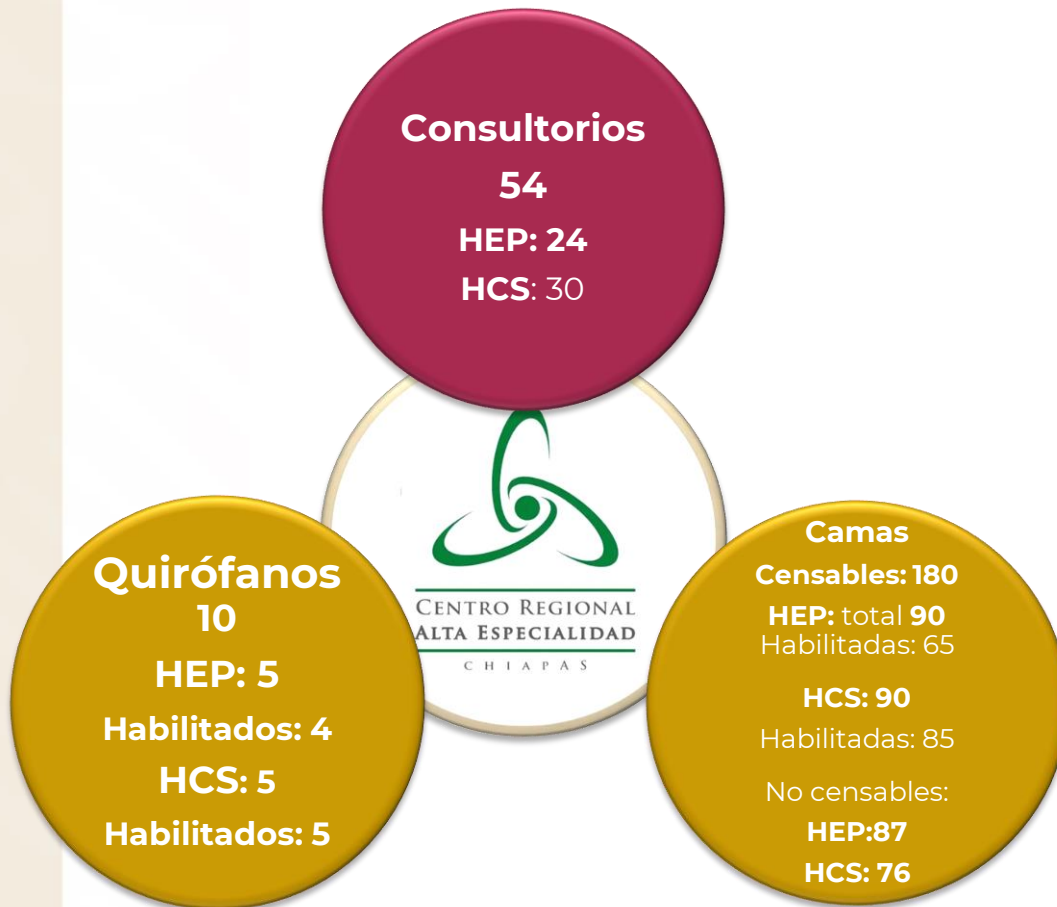 Consultorios
54
HEP: 24
HCS: 30
CENTRO REGIONAL
ALTA ESPECIALIDAD
CHIAPAS
Quirófanos
10
HEP: 5
Habilitados: 4
HCS: 5
Habilitados: 5
Camas
Censables: 180
HEP: total 90
Habilitadas: 65
HCS: 90
Habilitadas: 85
No censables:
HEP:87
HCS: 76